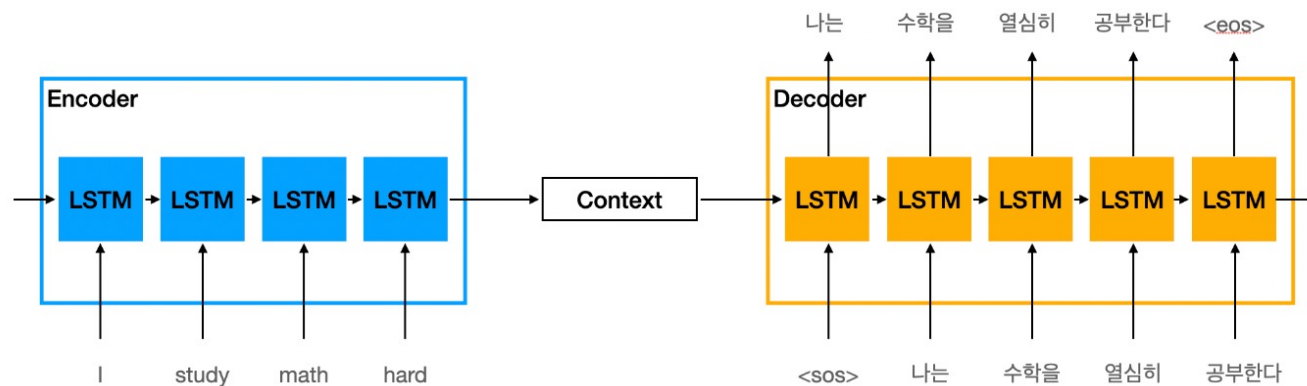 나는 수학을 열심히 공부한다 <eos>
Encoder
Decoder
LSTM LSTM LSTM LSTM
Context
LSTM LSTM LSTM LSTM LSTM
I study math hard
<sos> 나는 수학을 열심히 공부한다